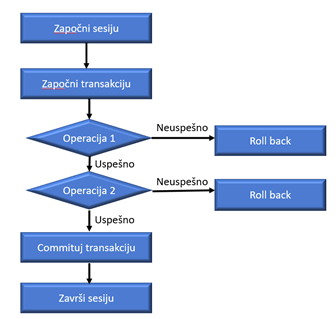 Započni sesiju
Započni transakciju
Operacija 1
Neuspešno
Roll back
Uspešno
Operacija 2
Neuspešno
Roll back
Uspešno
Commituj transakciju
Završi sesiju